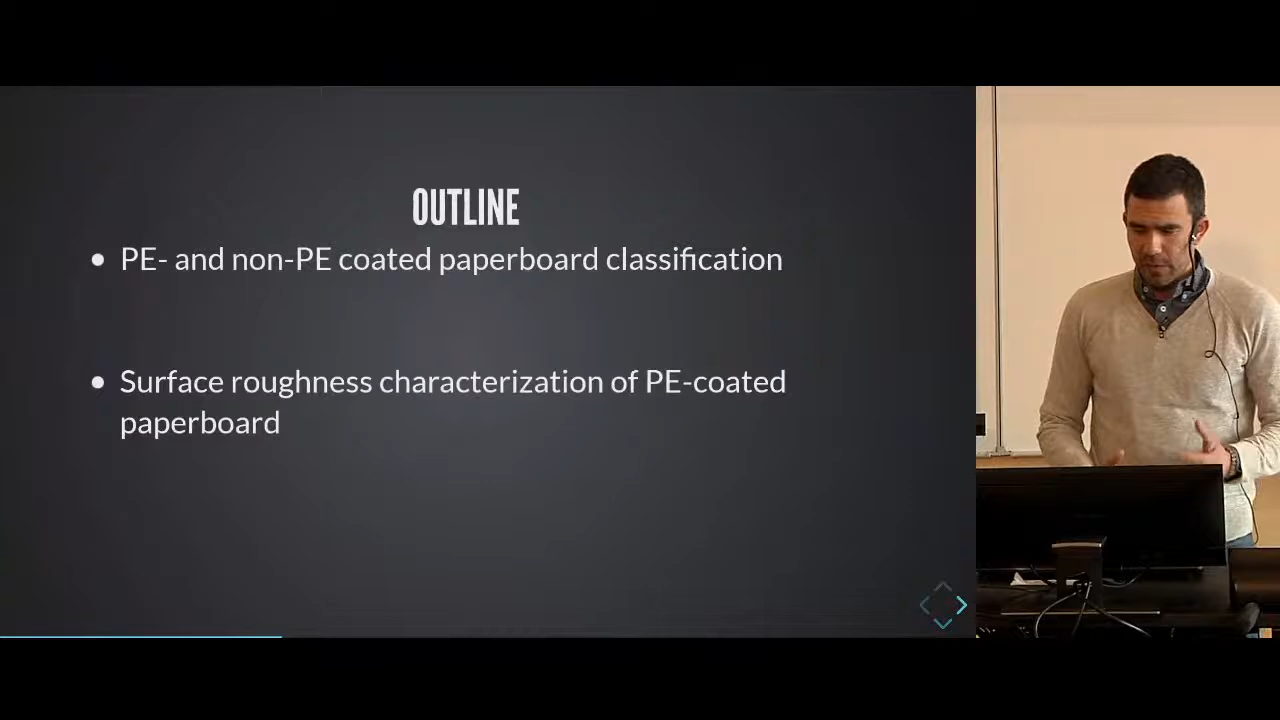 OUTLINE
• PE- and non-PE coated paperboard classification
• Surface roughness characterization of PE-coated
paperboard